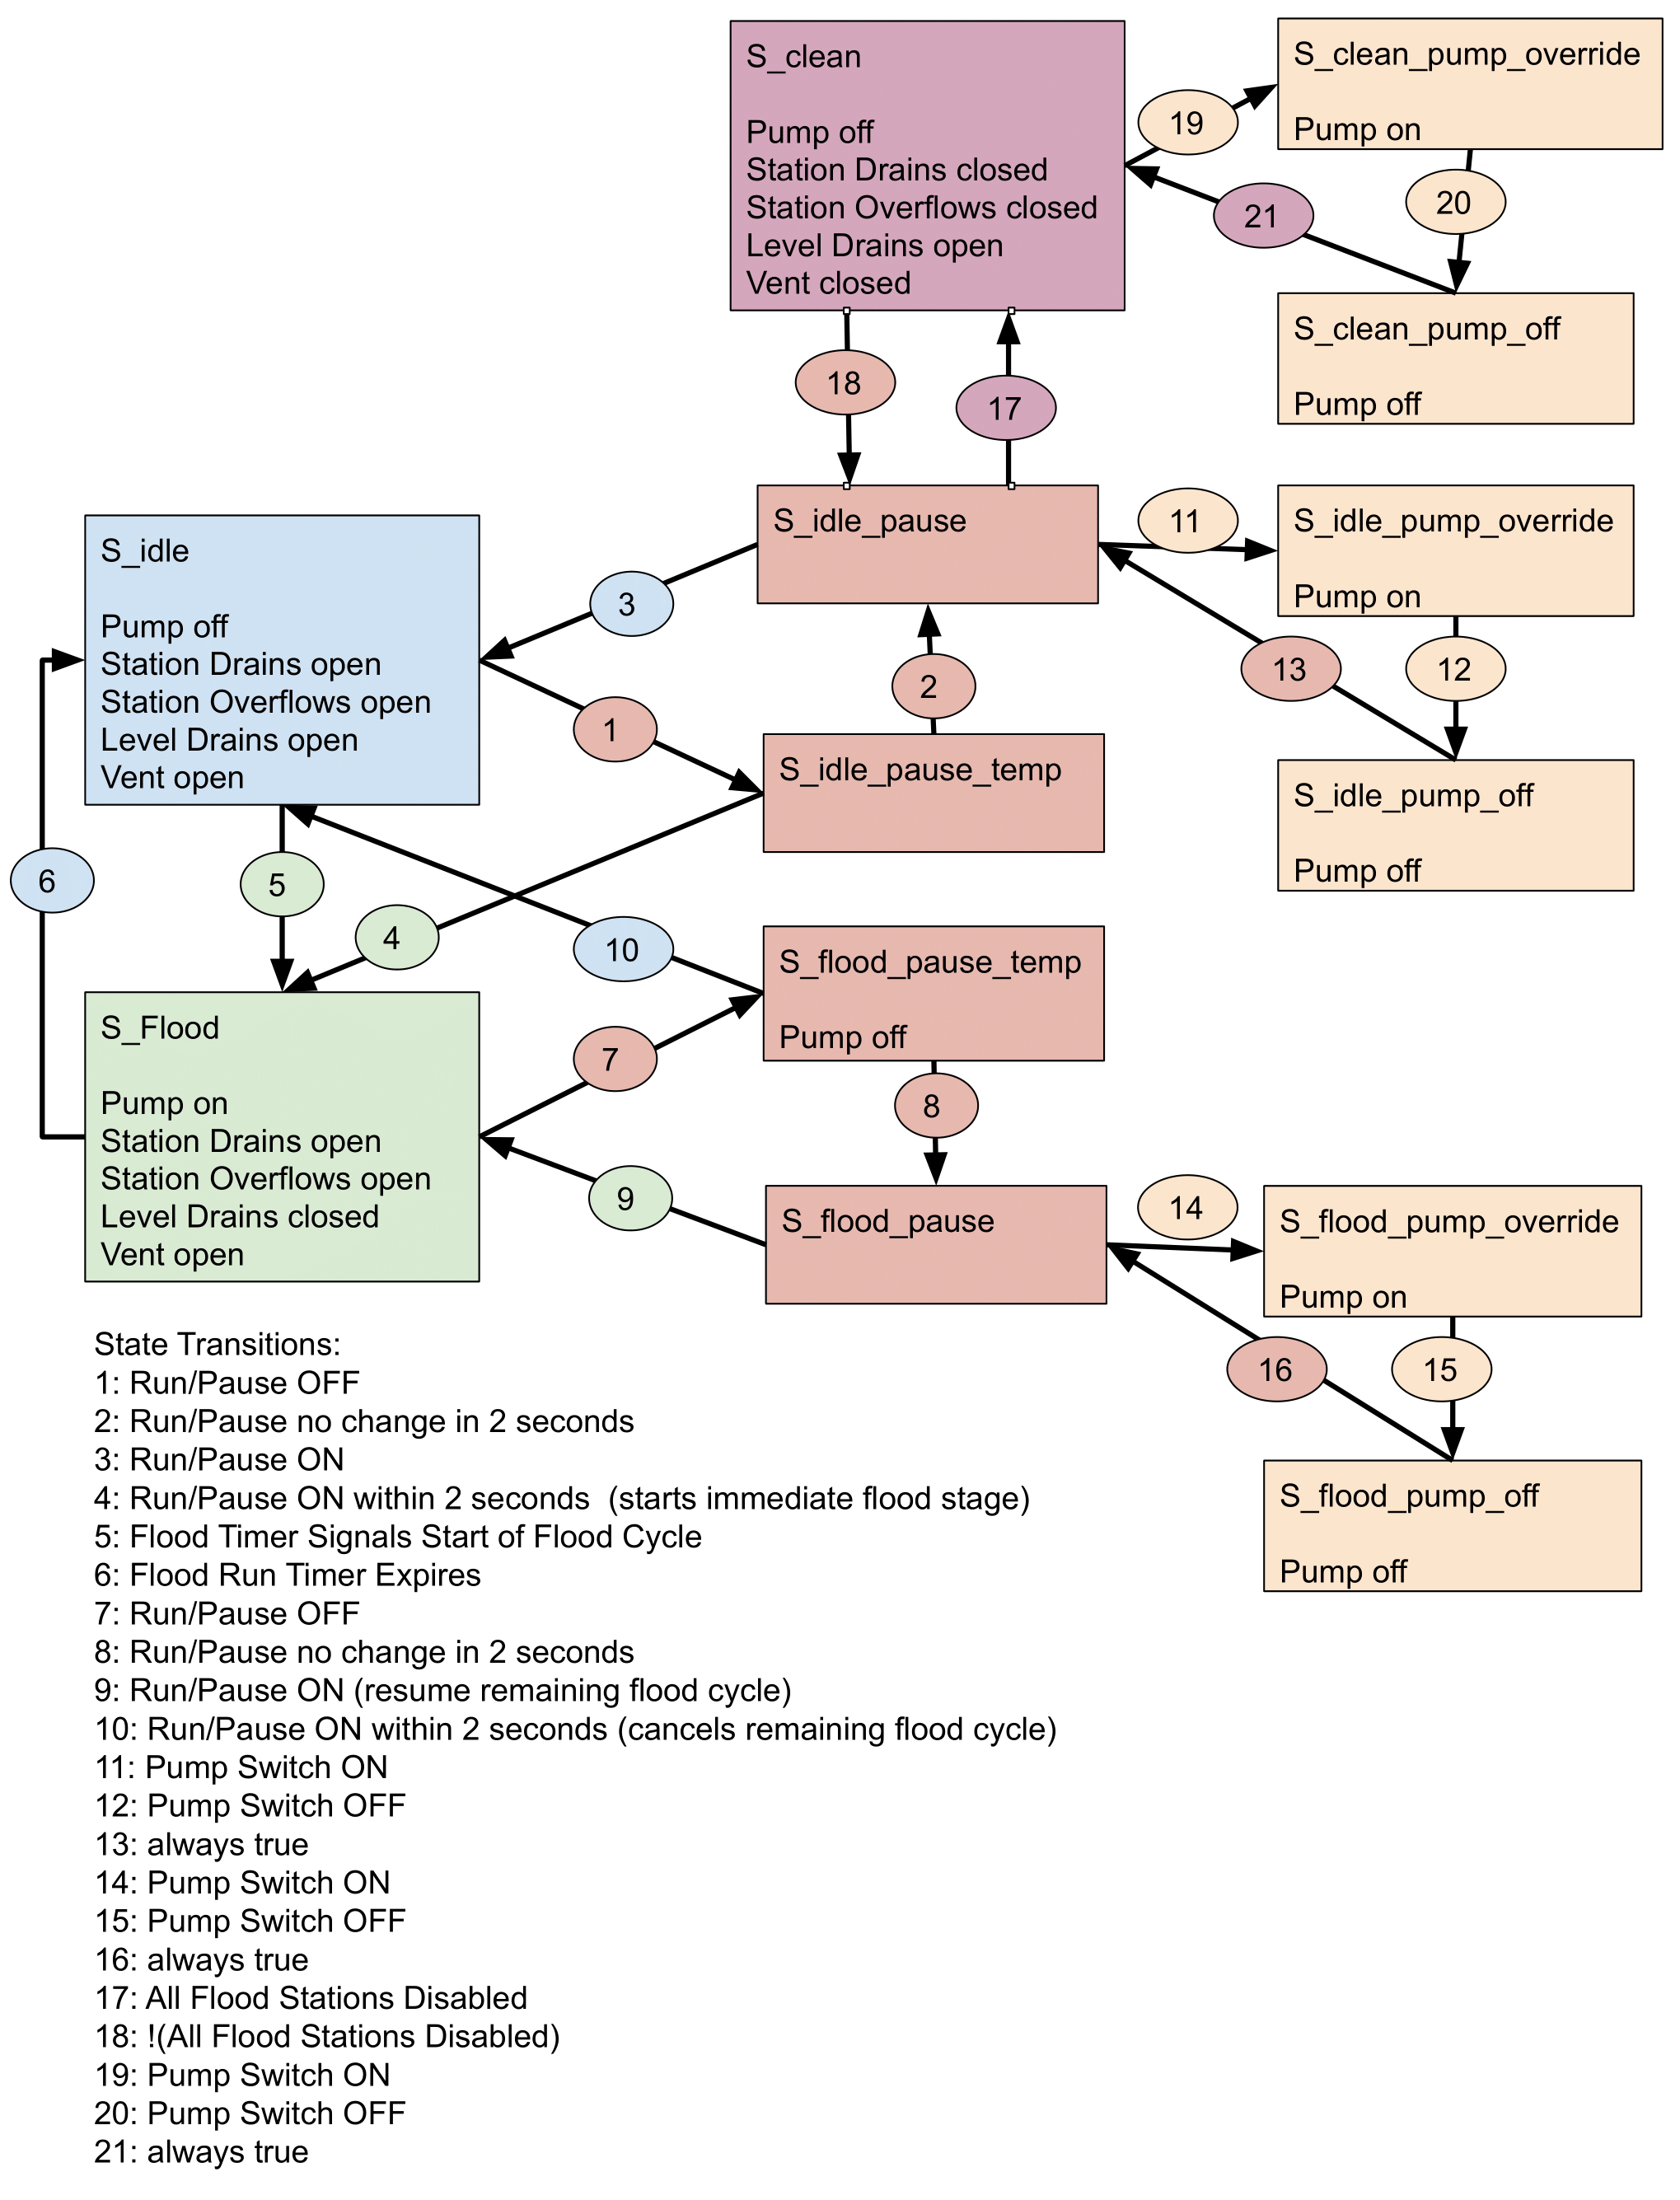 S_clean
Pump off
Station Drains closed
Station Overflows closed
Level Drains open
Vent closed
19
S_clean_pump_override
Pump on
20
21
S_clean_pump_off
Pump off
18
17
S_idle_pause
11
S_idle_pump_override
Pump on
S_idle
Pump off
Station Drains open
Station Overflows open
Level Drains open
Vent open
3
1
2
13
12
S_idle_pause_temp
S_idle_pump_off
Pump off
6
5
4
10
S_flood_pause_temp
Pump off
S_Flood
Pump on
Station Drains open
Station Overflows open
Level Drains closed
Vent open
7
8
9
S_flood_pause
14
S_flood_pump_override
Pump on
16
15
S_flood_pump_off
Pump off
State Transitions:
1: Run/Pause OFF
2: Run/Pause no change in 2 seconds
3: Run/Pause ON
4: Run/Pause ON within 2 seconds  (starts immediate flood stage)
5: Flood Timer Signals Start of Flood Cycle
6: Flood Run Timer Expires
7: Run/Pause OFF
8: Run/Pause no change in 2 seconds
9: Run/Pause ON (resume remaining flood cycle)
10: Run/Pause ON within 2 seconds (cancels remaining flood cycle)
11: Pump Switch ON
12: Pump Switch OFF
13: always true
14: Pump Switch ON
15: Pump Switch OFF
16: always true
17: All Flood Stations Disabled
18: !(All Flood Stations Disabled)
19: Pump Switch ON
20: Pump Switch OFF
21: always true